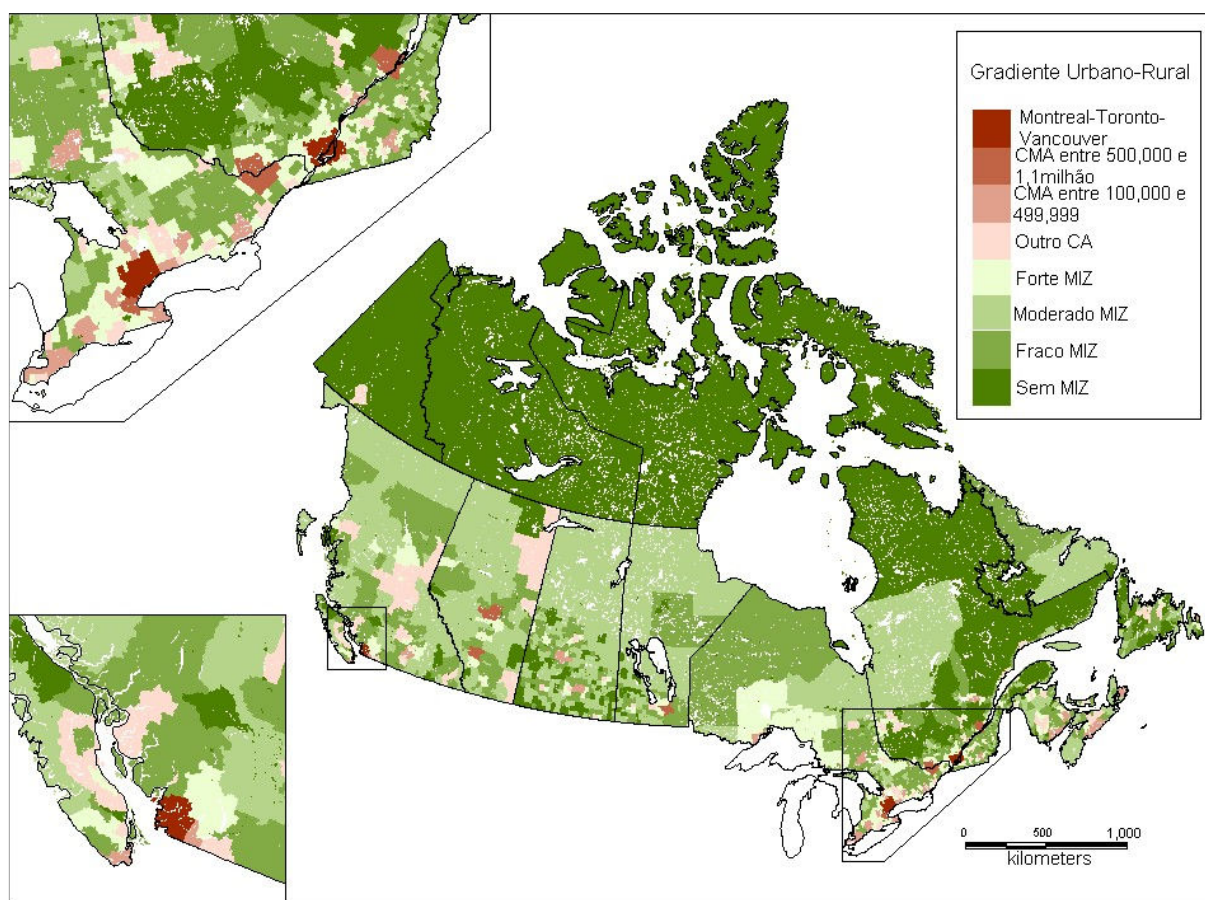 Gradiente Urbano-Rural
Montreal-Toronto-
Vancouver
CMA entre 500,000 e
1,1milhão
CMA entre 100,000 e
499,999
Outro CA
Forte MIZ
Moderado MIZ
Fraco MIZ
Sem MIZ
0 500 1,000
kilometers